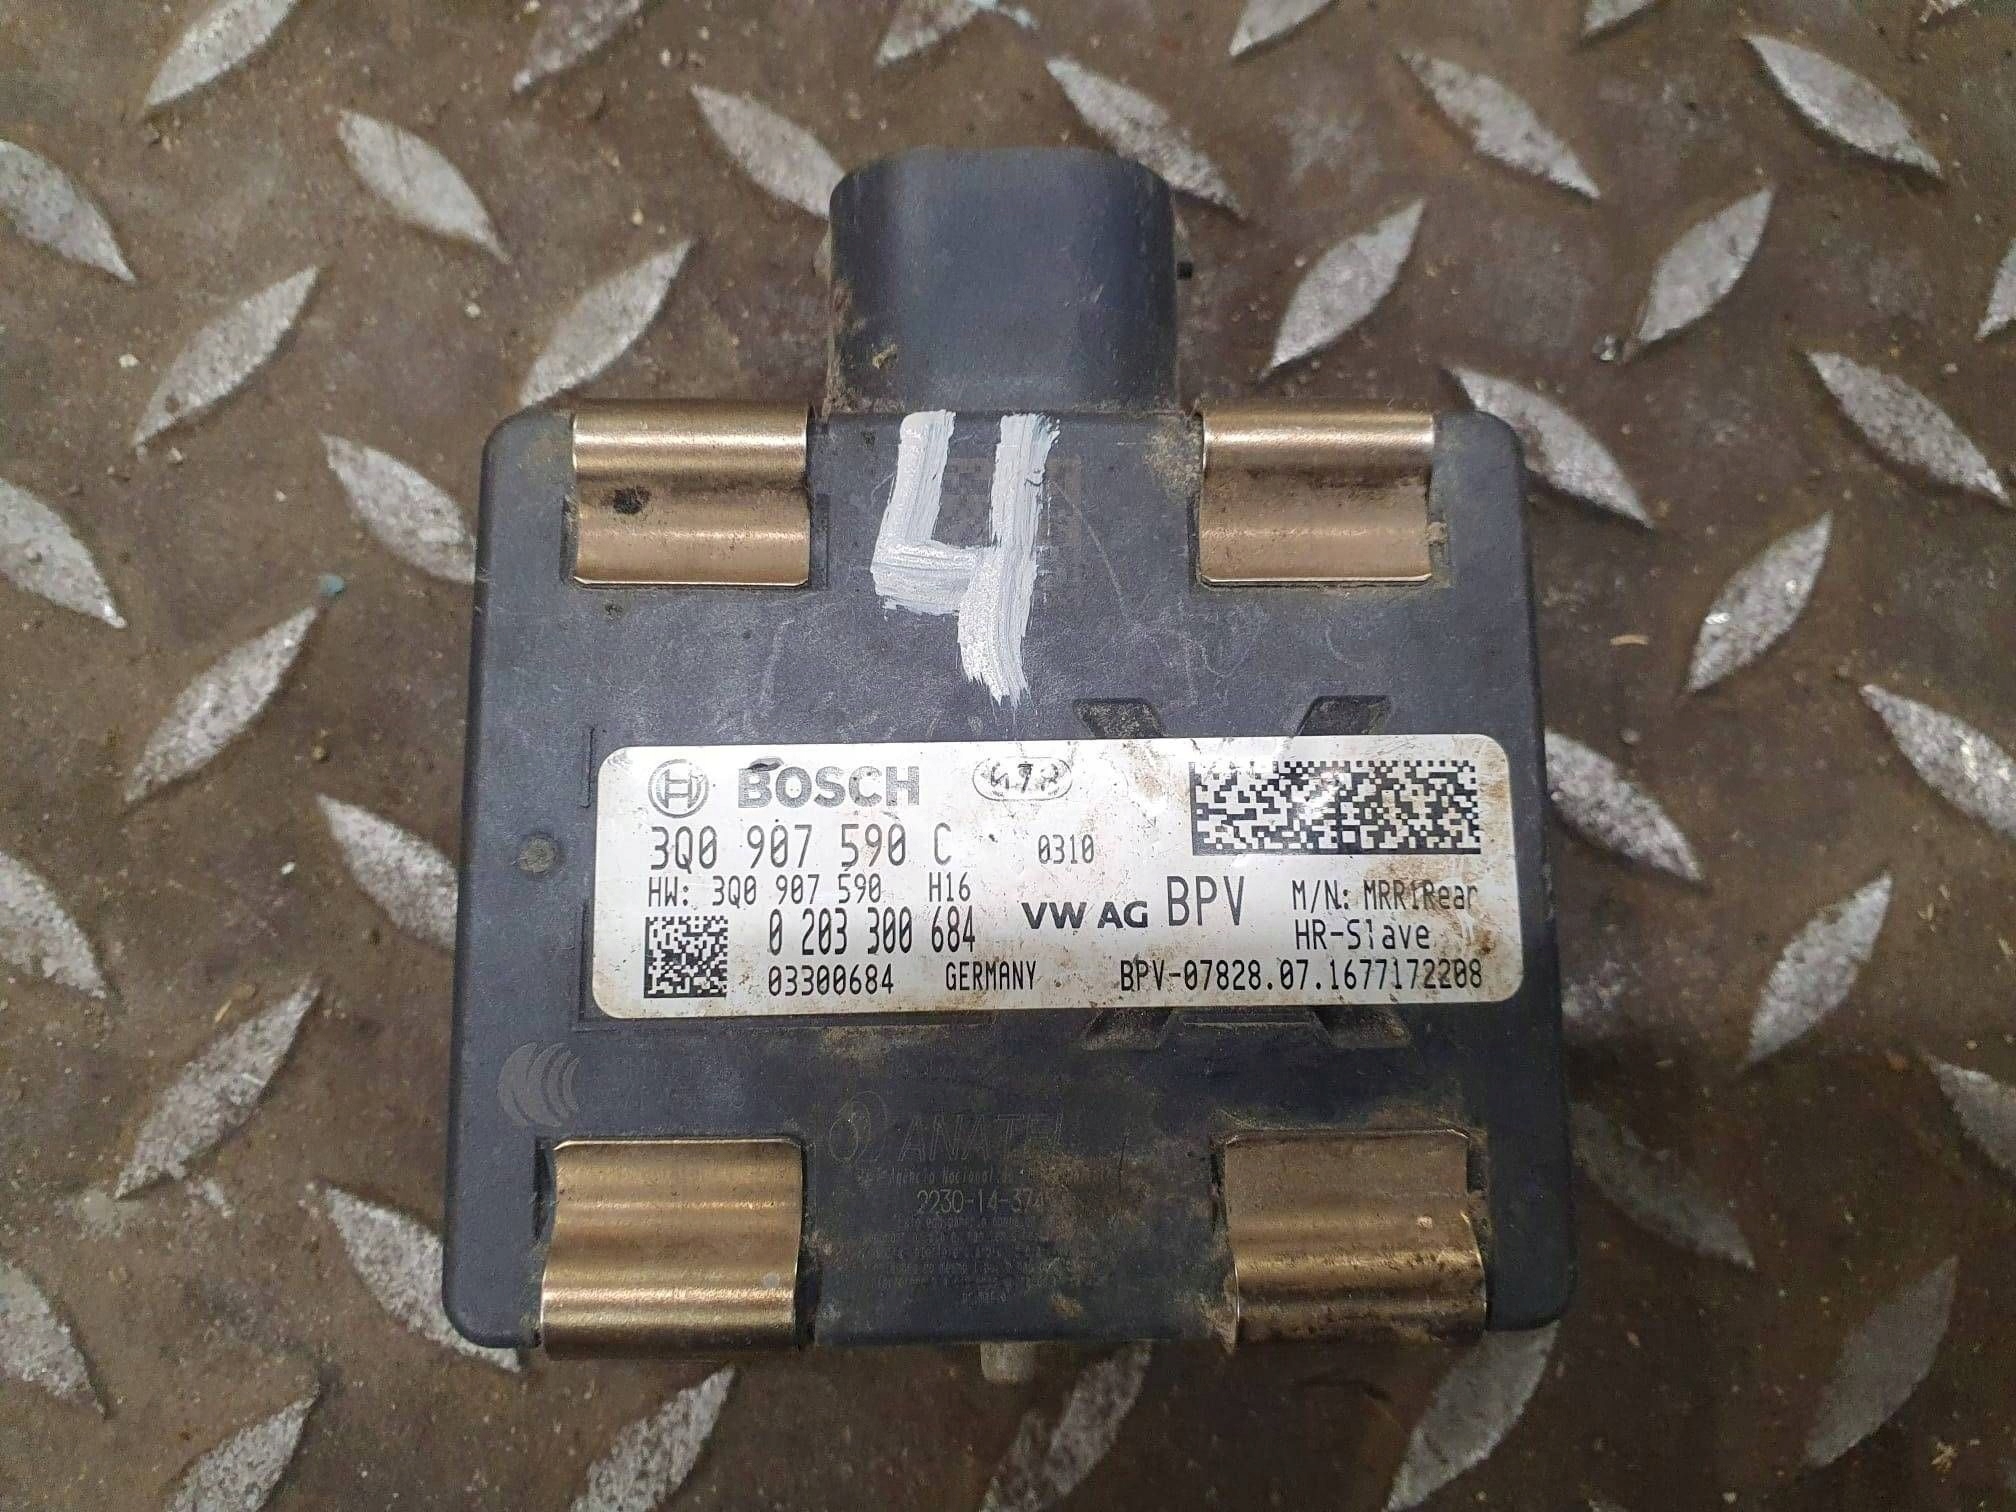 4
BOSCH
3Q0 907 590 C 0310
HW: 3Q0 907 590 H16
0 203 300 684 VW AG BPV M/N: MRR1Rear
HR-Slave
03300684 GERMANY BPV-07828.07.1677172208
ANATEL
2230-14-374